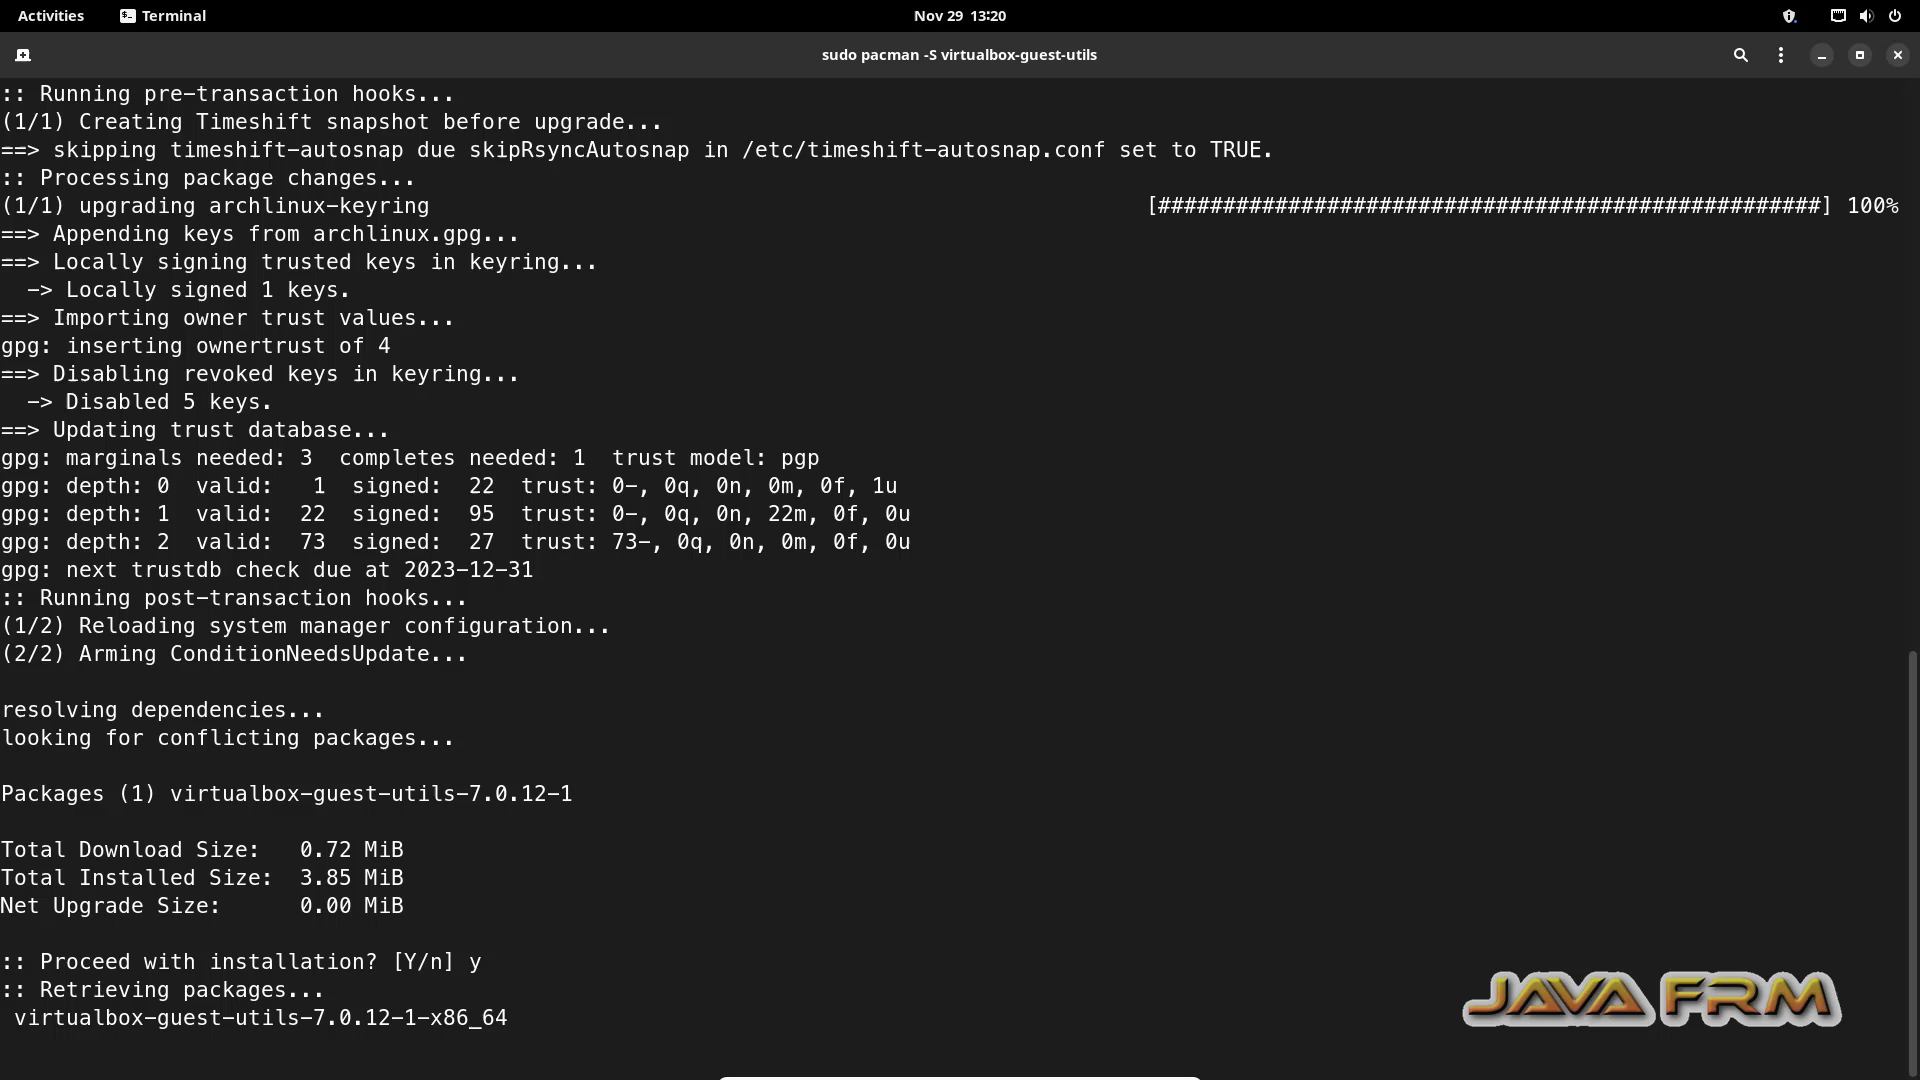 Activities
Terminal
Nov 29 13:20
sudo pacman -S virtualbox-guest-utils
:: Running pre-transaction hooks...
(1/1) Creating Timeshift snapshot before upgrade...
==> skipping timeshift-autosnap due skipRsyncAutosnap in /etc/timeshift-autosnap.conf set to TRUE.
:: Processing package changes...
(1/1) upgrading archlinux-keyring [###################################################] 100%
==> Appending keys from archlinux.gpg...
==> Locally signing trusted keys in keyring...
  -> Locally signed 1 keys.
==> Importing owner trust values...
gpg: inserting ownertrust of 4
==> Disabling revoked keys in keyring...
  -> Disabled 5 keys.
==> Updating trust database...
gpg: marginals needed: 3  completes needed: 1  trust model: pgp
gpg: depth: 0  valid:   1  signed:  22  trust: 0-, 0q, 0n, 0m, 0f, 1u
gpg: depth: 1  valid:  22  signed:  95  trust: 0-, 0q, 0n, 22m, 0f, 0u
gpg: depth: 2  valid:  73  signed:  27  trust: 73-, 0q, 0n, 0m, 0f, 0u
gpg: next trustdb check due at 2023-12-31
:: Running post-transaction hooks...
(1/2) Reloading system manager configuration...
(2/2) Arming ConditionNeedsUpdate...
resolving dependencies...
looking for conflicting packages...
Packages (1) virtualbox-guest-utils-7.0.12-1
Total Download Size:   0.72 MiB
Total Installed Size:  3.85 MiB
Net Upgrade Size:      0.00 MiB
:: Proceed with installation? [Y/n] y
:: Retrieving packages...
 virtualbox-guest-utils-7.0.12-1-x86_64
JAVA FRM